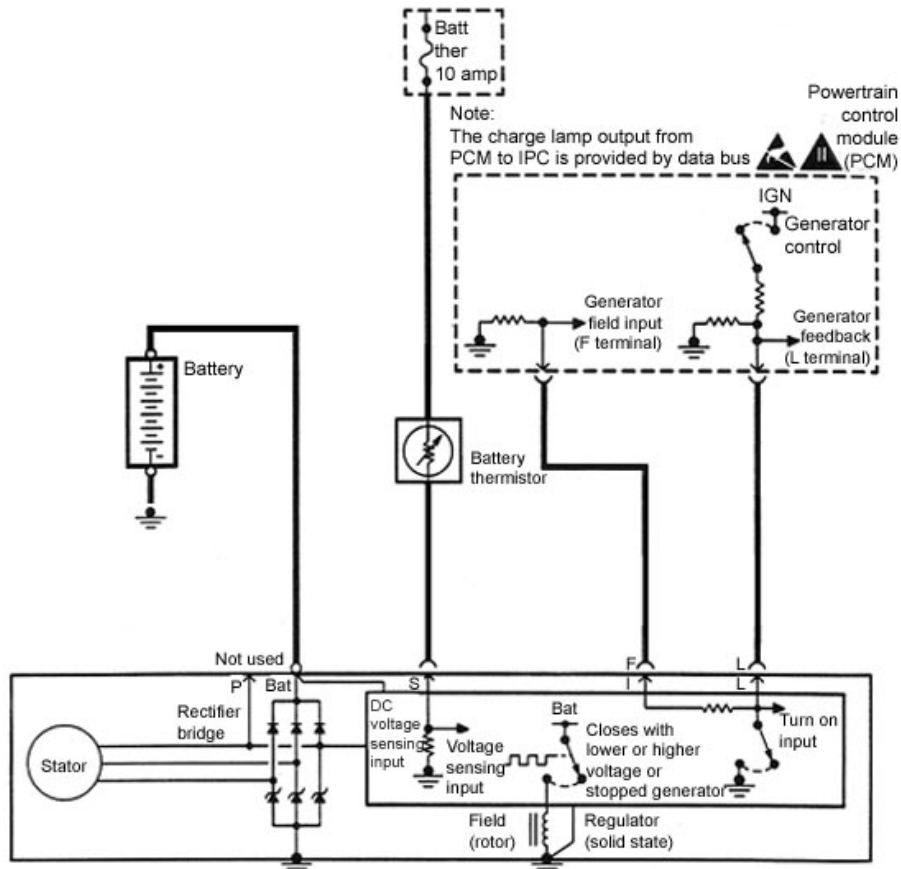 Batt
ther
10 amp
Powertrain
control
module
(PCM)
Note:
The charge lamp output from
PCM to IPC is provided by data bus
II
IGN
Generator
control
Generator
field input
(F terminal)
Generator
feedback
(L terminal)
+
Battery
-
Battery
thermistor
Not used
F
L
P
Bat
S
I
L
Rectifier
bridge
DC
voltage
sensing
input
Bat
Voltage
sensing
input
Closes with
lower or higher
voltage or
stopped generator
Turn on
input
Stator
Field
(rotor)
Regulator
(solid state)